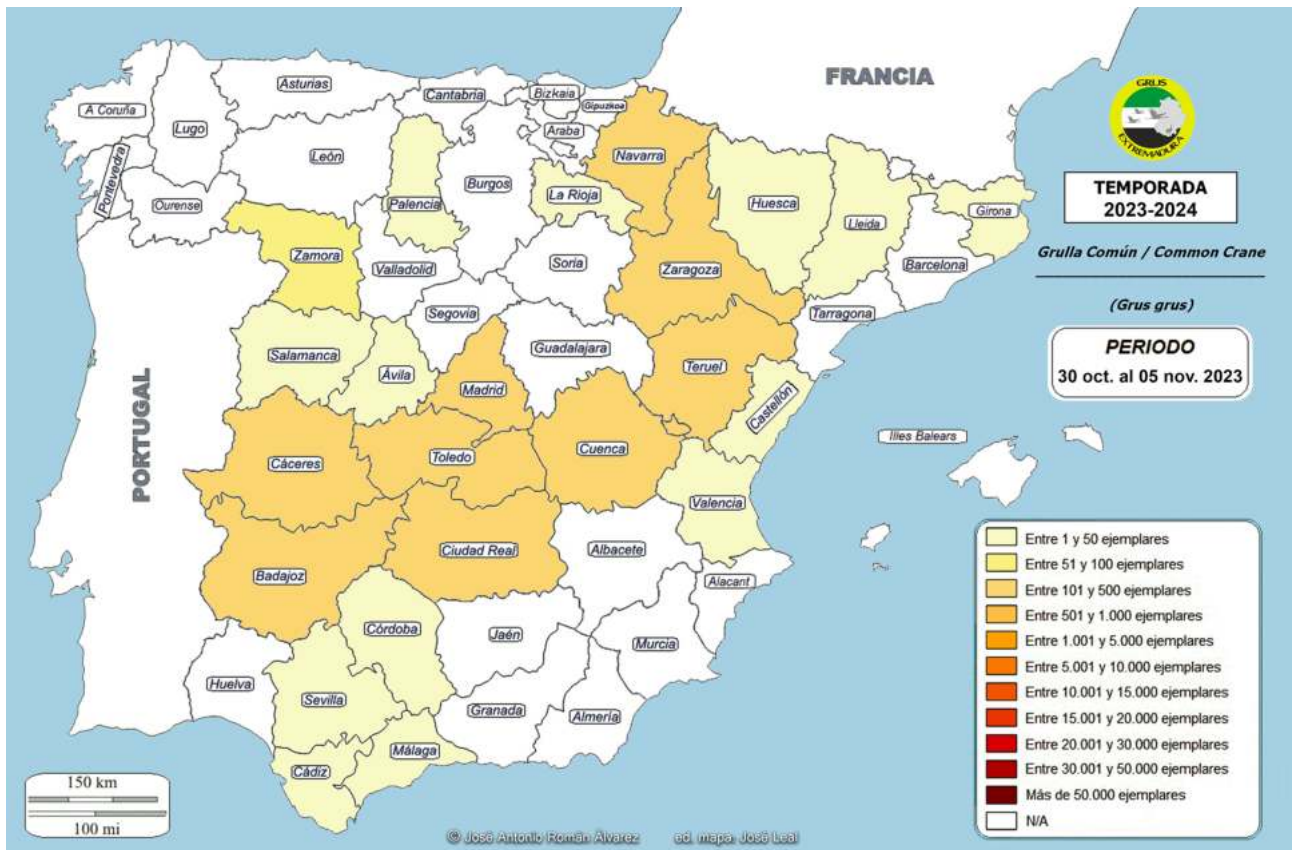 FRANCIA
Asturias
Cantabria
Bizkaia
Gipuzkoa
A Coruña
Lugo
Araba
León
Navarra
Pontevedra
Burgos
Ourense
Palencia
La Rioja
Huesca
Lleida
Girona
Zamora
Valladolid
Soria
Zaragoza
Barcelona
Segovia
Tarragona
Salamanca
Ávila
Guadalajara
Teruel
Madrid
Castellón
PORTUGAL
Cáceres
Toledo
Cuenca
Illes Balears
Valencia
Badajoz
Ciudad Real
Albacete
Alacant
Córdoba
Jaén
Murcia
Huelva
Sevilla
Granada
Almería
Málaga
Cádiz
GRUS
EXTREMADURA
TEMPORADA
2023-2024
Grulla Común / Common Crane
(Grus grus)
PERIODO
30 oct. al 05 nov. 2023
Entre 1 y 50 ejemplares
Entre 51 y 100 ejemplares
Entre 101 y 500 ejemplares
Entre 501 y 1.000 ejemplares
Entre 1.001 y 5.000 ejemplares
Entre 5.001 y 10.000 ejemplares
Entre 10.001 y 15.000 ejemplares
Entre 15.001 y 20.000 ejemplares
Entre 20.001 y 30.000 ejemplares
Entre 30.001 y 50.000 ejemplares
Más de 50.000 ejemplares
N/A
150 km
100 mi
© José Antonio Román Álvarez ed. mapa: José Leal